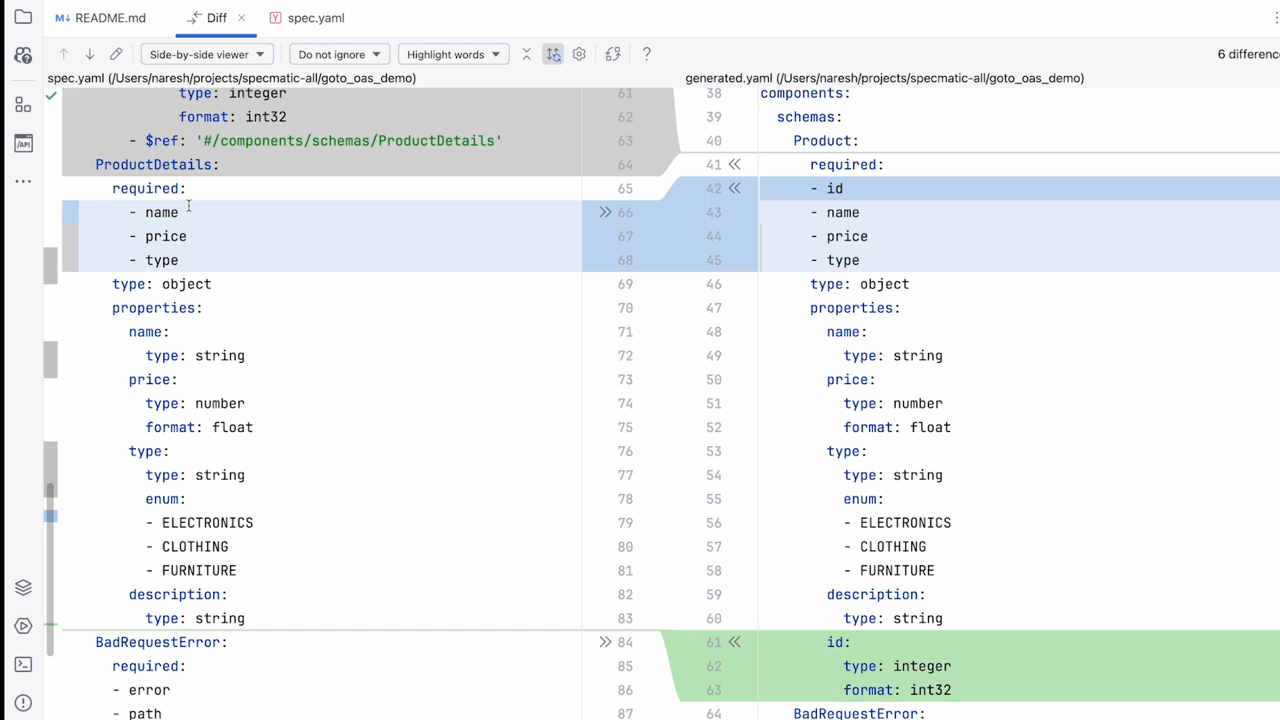 README.md
Diff
spec.yaml
Side-by-side viewer
Do not ignore
Highlight words
?
6 differenc
spec.yaml (/Users/naresh/projects/specmatic-all/goto_oas_demo)
generated.yaml (/Users/naresh/projects/specmatic-all/goto_oas_demo)
type: integer 61
format: int32 62
- $ref: '#/components/schemas/ProductDetails' 63
ProductDetails: 64
required: 65
- name 66
- price 67
- type 68
type: object 69
properties: 70
name: 71
type: string 72
price: 73
type: number 74
format: float 75
type: 76
type: string 77
enum: 78
- ELECTRONICS 79
- CLOTHING 80
- FURNITURE 81
description: 82
type: string 83
BadRequestError: 84
required: 85
- error 86
- path 87
38 components:
39 schemas:
40 Product:
41 required:
42 - id
43 - name
44 - price
45 - type
46 type: object
47 properties:
48 name:
49 type: string
50 price:
51 type: number
52 format: float
53 type:
54 type: string
55 enum:
56 - ELECTRONICS
57 - CLOTHING
58 - FURNITURE
59 description:
60 type: string
61 id:
62 type: integer
63 format: int32
64 BadRequestError: